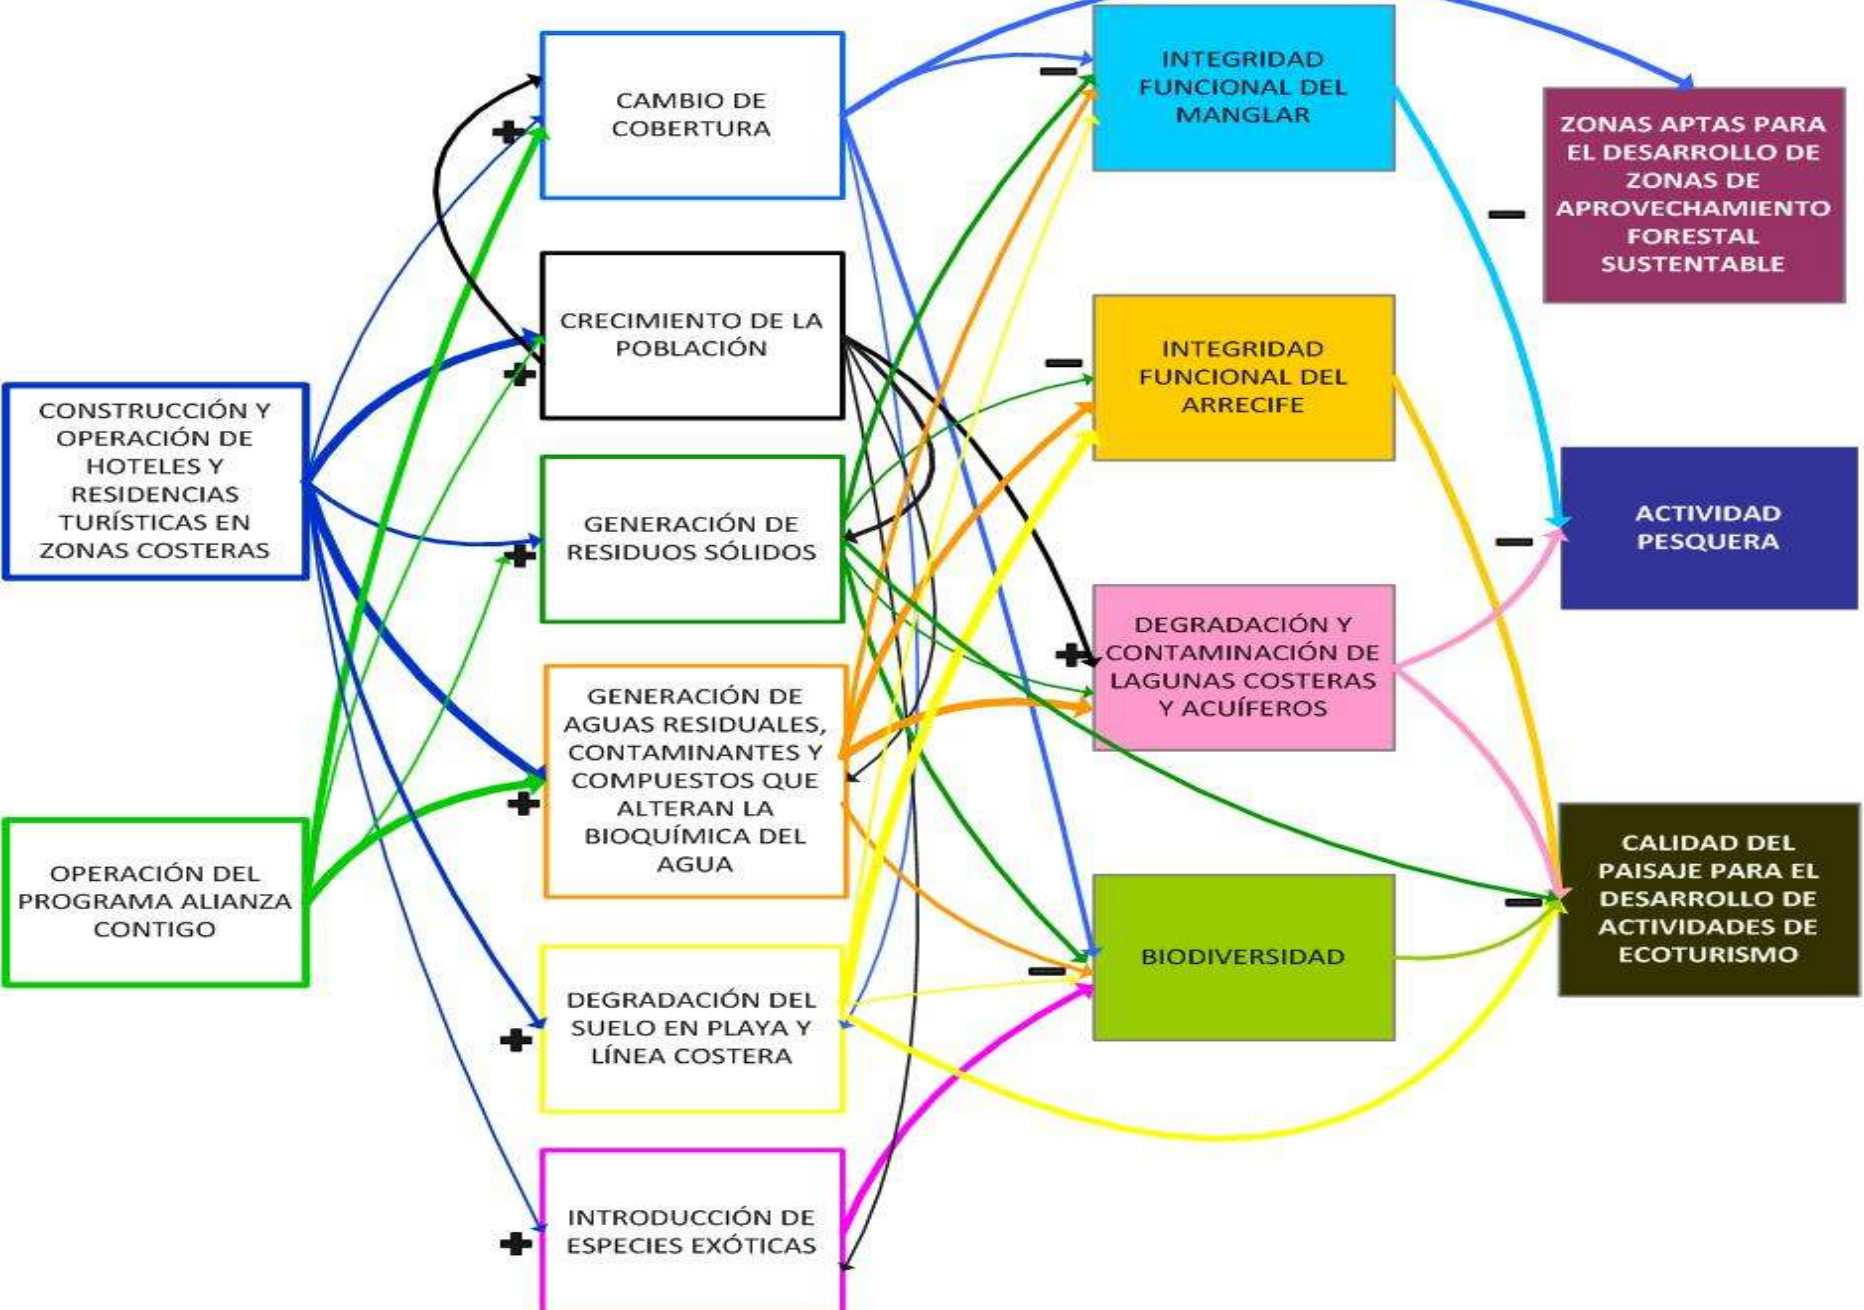 CONSTRUCCIÓN Y
OPERACIÓN DE
HOTELES Y
RESIDENCIAS
TURÍSTICAS EN
ZONAS COSTERAS
OPERACIÓN DEL
PROGRAMA ALIANZA
CONTIGO
CAMBIO DE
COBERTURA
CRECIMIENTO DE LA
POBLACIÓN
GENERACIÓN DE
RESIDUOS SÓLIDOS
GENERACIÓN DE
AGUAS RESIDUALES,
CONTAMINANTES Y
COMPUESTOS QUE
ALTERAN LA
BIOQUÍMICA DEL
AGUA
DEGRADACIÓN DEL
SUELO EN PLAYA Y
LÍNEA COSTERA
INTRODUCCIÓN DE
ESPECIES EXÓTICAS
INTEGRIDAD
FUNCIONAL DEL
MANGLAR
INTEGRIDAD
FUNCIONAL DEL
ARRECIFE
DEGRADACIÓN Y
CONTAMINACIÓN DE
LAGUNAS COSTERAS
Y ACUÍFEROS
BIODIVERSIDAD
ZONAS APTAS PARA
EL DESARROLLO DE
ZONAS DE
APROVECHAMIENTO
FORESTAL
SUSTENTABLE
ACTIVIDAD
PESQUERA
CALIDAD DEL
PAISAJE PARA EL
DESARROLLO DE
ACTIVIDADES DE
ECOTURISMO